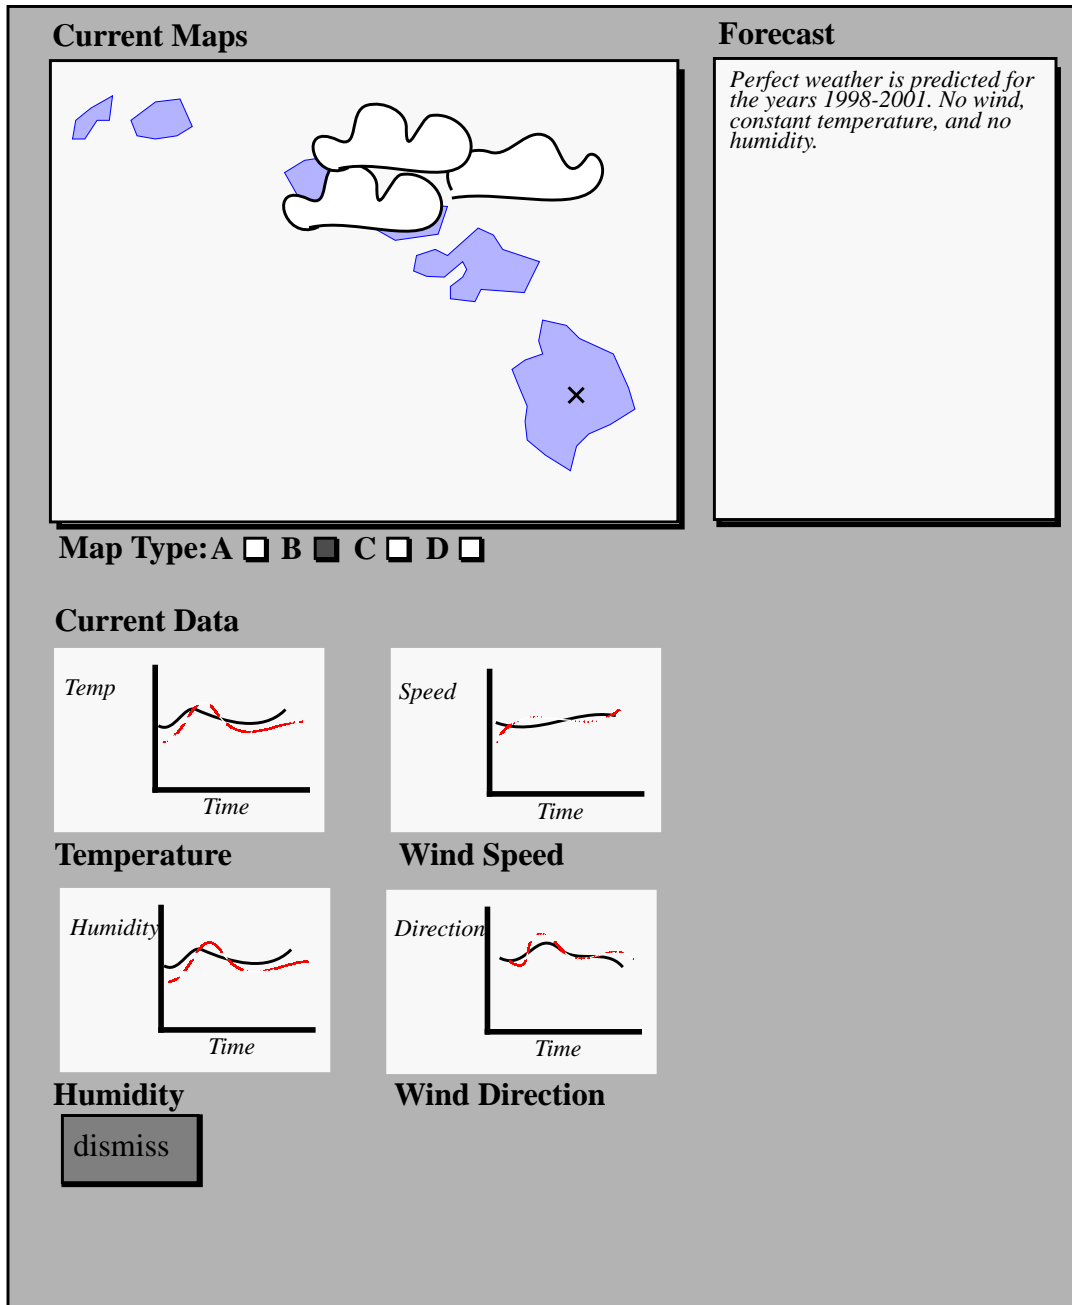 Current Maps
Forecast
Perfect weather is predicted for
the years 1998-2001. No wind,
constant temperature, and no
humidity.
Map Type: A B C D
Current Data
Temp
Time
Temperature
Speed
Time
Wind Speed
Humidity
Time
Humidity
Direction
Time
Wind Direction
dismiss